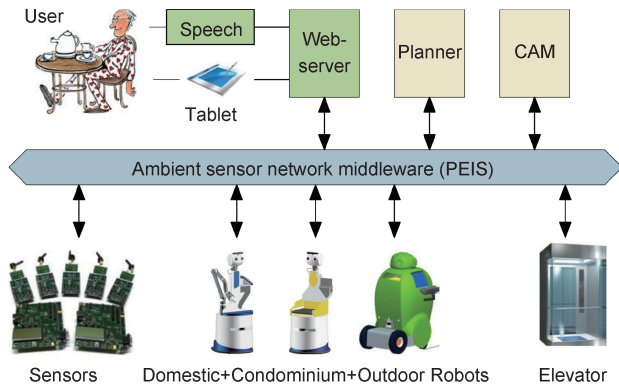 User
Speech
Web-
server
Planner
CAM
Tablet
Ambient sensor network middleware (PEIS)
Sensors
Domestic+Condominium+Outdoor Robots
Elevator